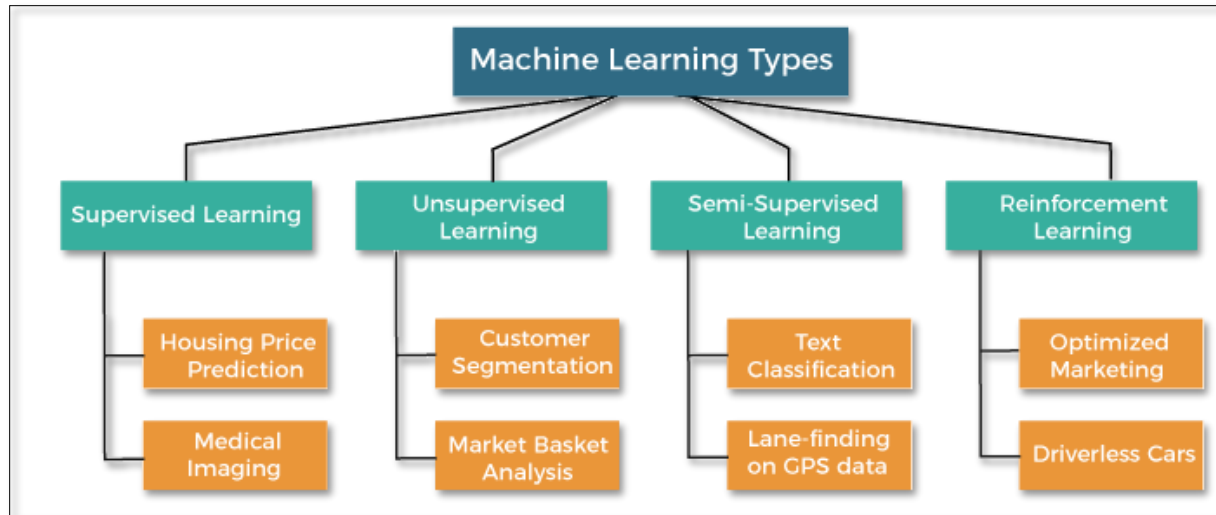 Machine Learning Types
Supervised Learning
Unsupervised
Learning
Semi-Supervised
Learning
Reinforcement
Learning
Housing Price
Prediction
Customer
Segmentation
Text
Classification
Optimized
Marketing
Medical
Imaging
Market Basket
Analysis
Lane-finding
on GPS data
Driverless Cars